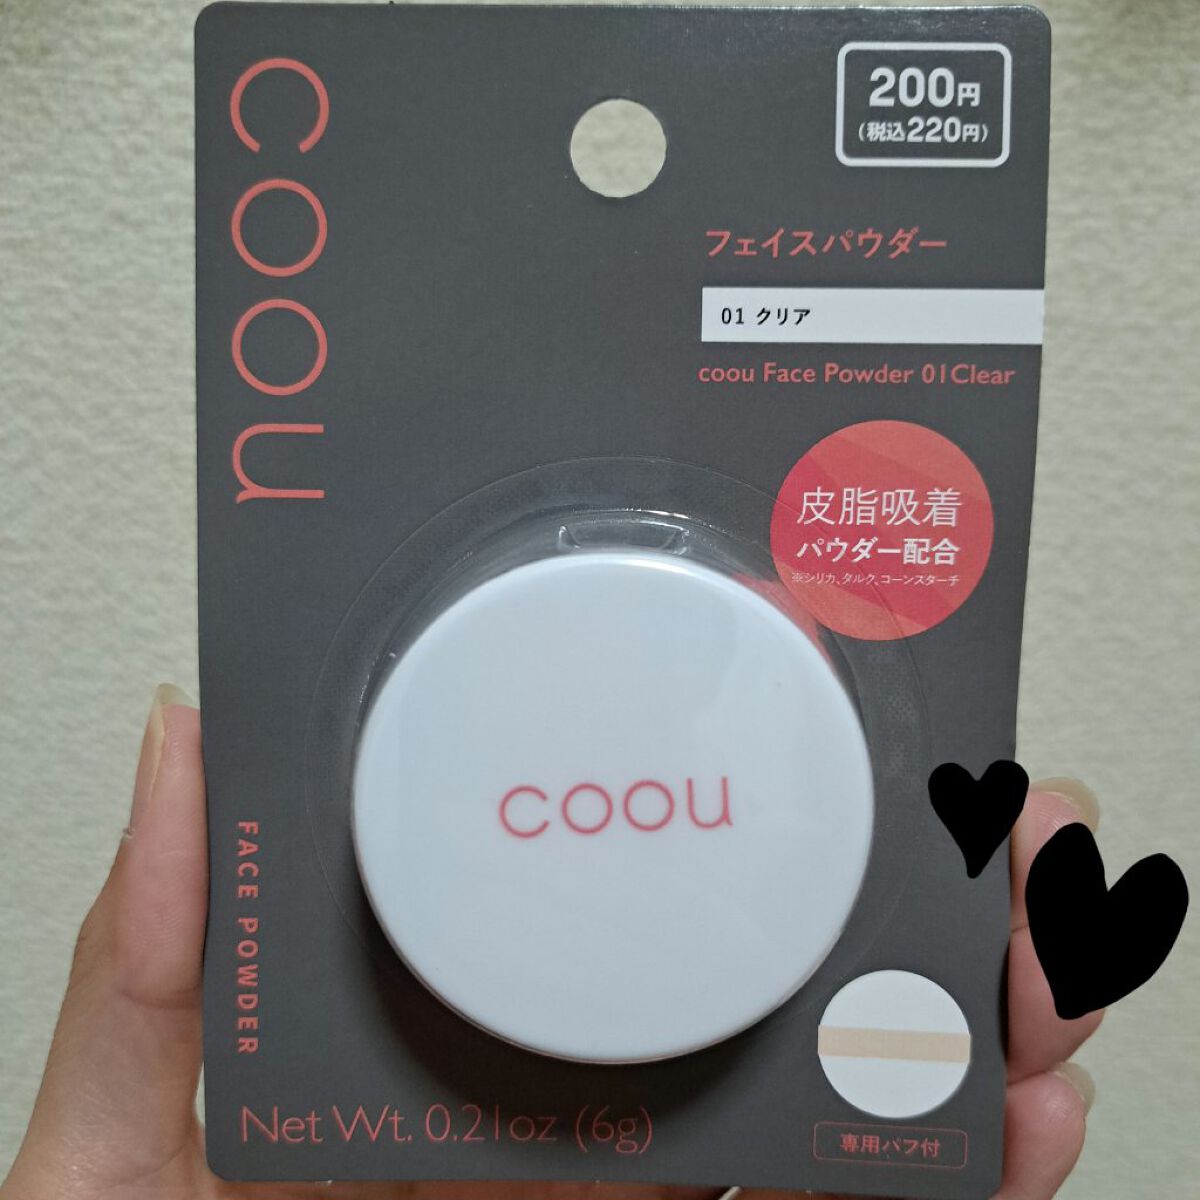 coou
200円
(税込220円)
フェイスパウダー
01 クリア
coou Face Powder 01Clear
皮脂吸着
パウダー配合
※シリカ、タルク、コーンスターチ
coou
FACE POWDER
Net Wt. 0.21oz (6g)
専用パフ付